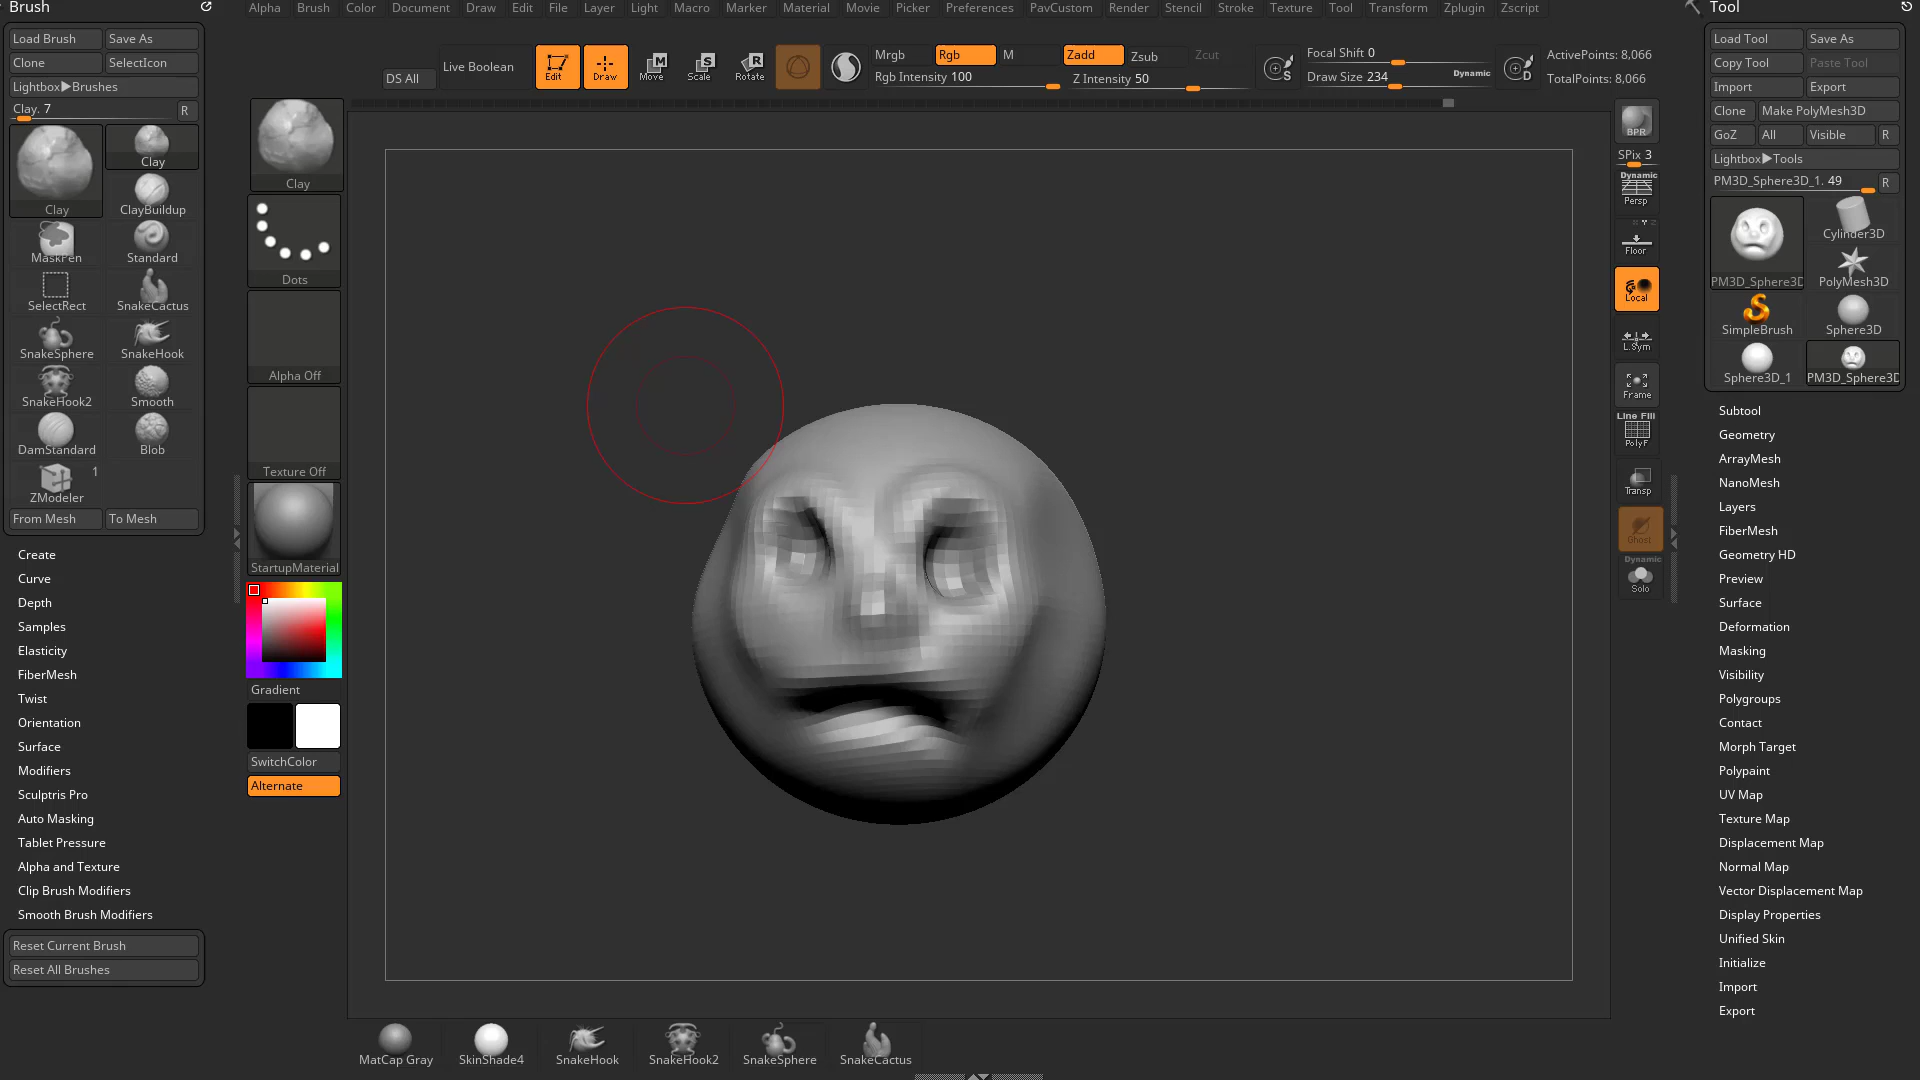 Brush
Alpha Brush Color Document Draw Edit File Layer Light Macro Marker Material Movie Picker Preferences PavCustom Render Stencil Stroke Texture Tool Transform Zplugin Zscript
Tool
Load Brush Save As
Clone SelectIcon
Lightbox▶Brushes
Clay. 7 R
Clay
Clay
ClayBuildup
MaskPen Standard
SelectRect SnakeCactus
SnakeSphere SnakeHook
SnakeHook2 Smooth
DamStandard Blob
ZModeler 1
From Mesh To Mesh
Create
Curve
Depth
Samples
Elasticity
FiberMesh
Twist
Orientation
Surface
Modifiers
Sculptris Pro
Auto Masking
Tablet Pressure
Alpha and Texture
Clip Brush Modifiers
Smooth Brush Modifiers
Reset Current Brush
Reset All Brushes
DS All
Live Boolean
Edit
Draw
Move
Scale
Rotate
Mrgb Rgb M
Rgb Intensity 100
Zadd Zsub Zcut
Z Intensity 50
S
Focal Shift 0
Draw Size 234 Dynamic
D
ActivePoints: 8,066
TotalPoints: 8,066
Clay
Dots
Alpha Off
Texture Off
StartupMaterial
Gradient
SwitchColor
Alternate
BPR
SPix 3
Dynamic
Persp
Floor
Local
L.Sym
Frame
Line Fill
PolyF
Transp
Ghost
Dynamic
Solo
Load Tool Save As
Copy Tool Paste Tool
Import Export
Clone Make PolyMesh3D
GoZ All Visible R
Lightbox▶Tools
PM3D_Sphere3D_1. 49 R
PM3D_Sphere3D
Cylinder3D
PolyMesh3D
SimpleBrush Sphere3D
Sphere3D_1 PM3D_Sphere3D
Subtool
Geometry
ArrayMesh
NanoMesh
Layers
FiberMesh
Geometry HD
Preview
Surface
Deformation
Masking
Visibility
Polygroups
Contact
Morph Target
Polypaint
UV Map
Texture Map
Displacement Map
Normal Map
Vector Displacement Map
Display Properties
Unified Skin
Initialize
Import
Export
MatCap Gray SkinShade4 SnakeHook SnakeHook2 SnakeSphere SnakeCactus